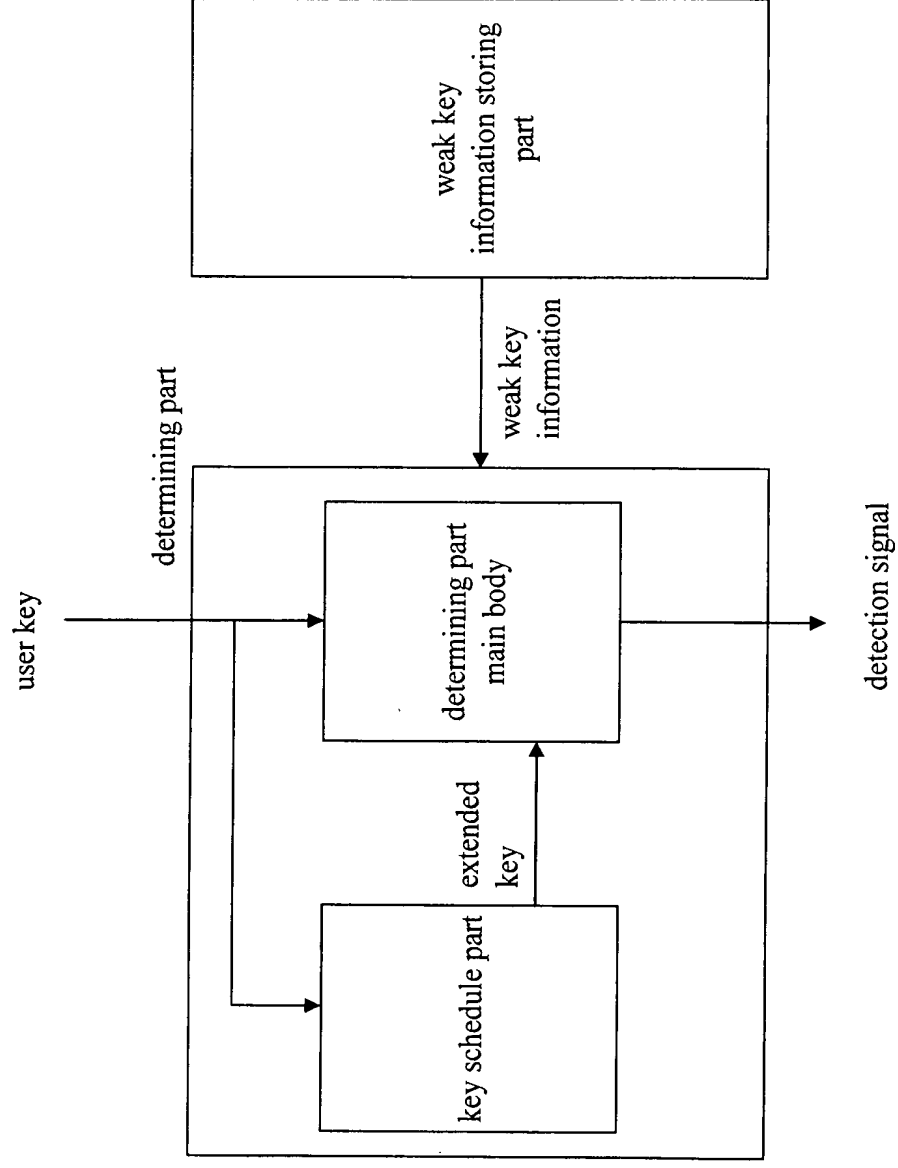 user key
determining part
key schedule part
extended
key
determining part
main body
weak key
information
weak key
information storing
part
detection signal